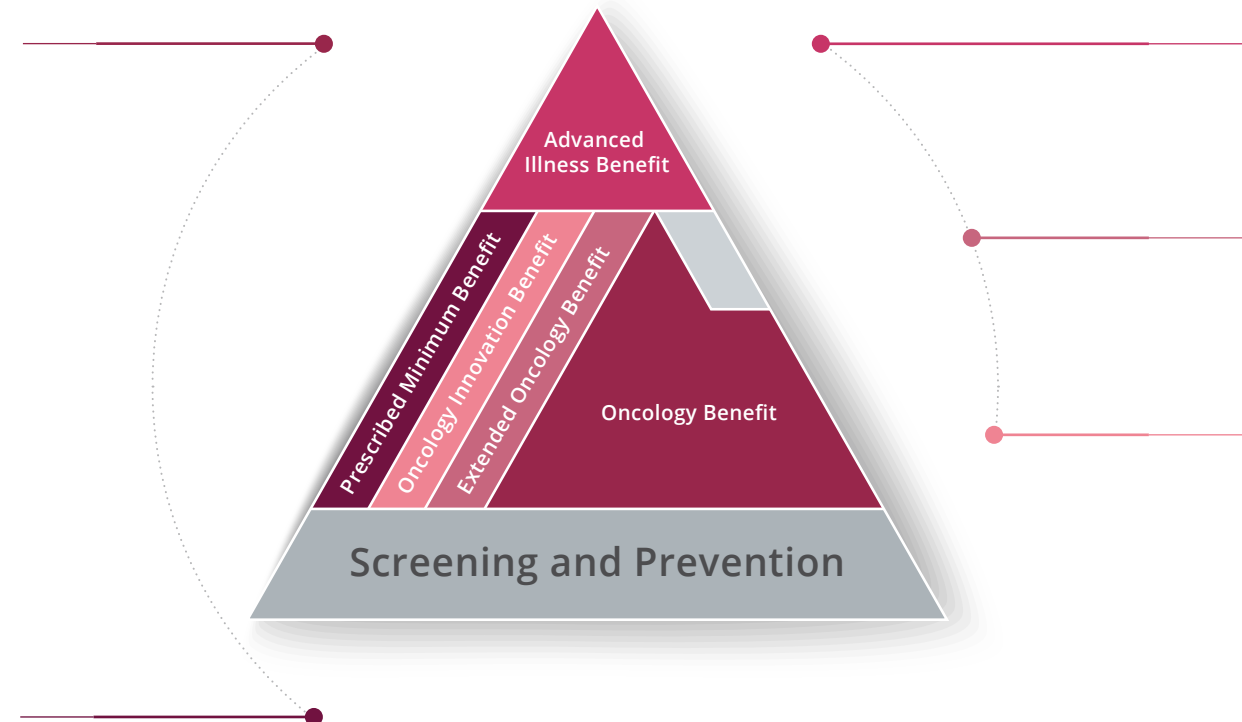 Advanced
Illness Benefit
Prescribed Minimum Benefit
Oncology Innovation Benefit
Extended Oncology Benefit
Oncology Benefit
Screening and Prevention